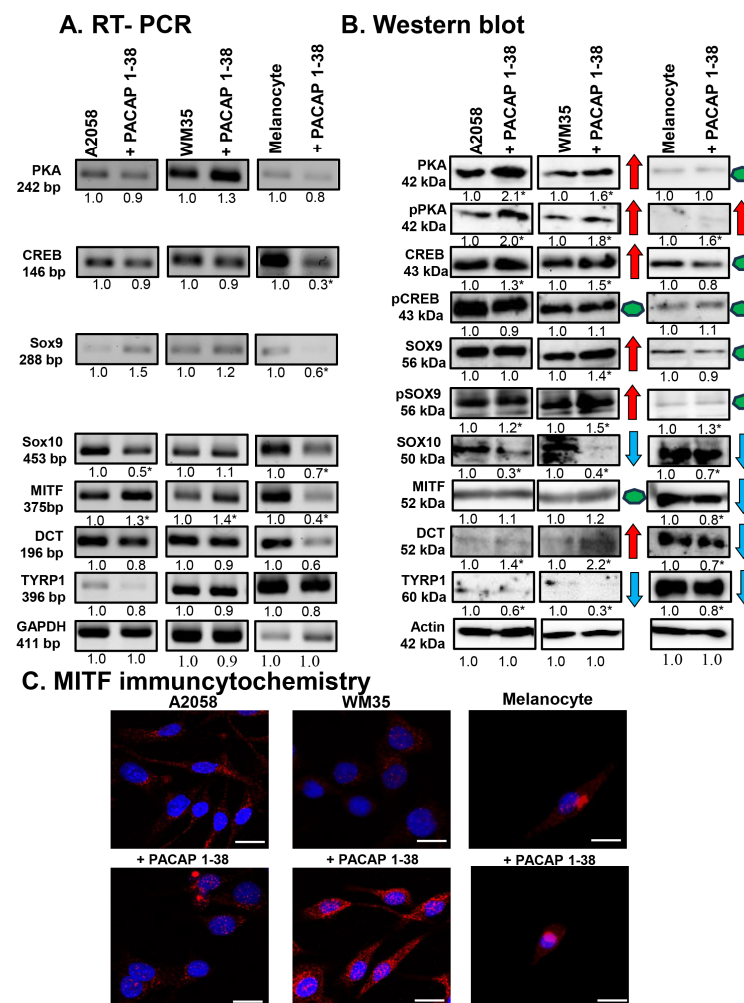 A. RT- PCR
B. Western blot
A2058
+ PACAP 1-38
WM35
+ PACAP 1-38
Melanocyte
+ PACAP 1-38
A2058
+ PACAP 1-38
WM35
+ PACAP 1-38
Melanocyte
+ PACAP 1-38
PKA
242 bp
1.0 0.9 1.0 1.3 1.0 0.8
CREB
146 bp
1.0 0.9 1.0 0.9 1.0 0.3*
Sox9
288 bp
1.0 1.5 1.0 1.2 1.0 0.6*
Sox10
453 bp
1.0 0.5* 1.0 1.1 1.0 0.7*
MITF
375bp
1.0 1.3* 1.0 1.4* 1.0 0.4*
DCT
196 bp
1.0 0.8 1.0 0.9 1.0 0.6
TYRP1
396 bp
1.0 0.8 1.0 0.9 1.0 0.8
GAPDH
411 bp
1.0 1.0 1.0 0.9 1.0 1.0
PKA
42 kDa
1.0 2.1* 1.0 1.6* 1.0 1.0
pPKA
42 kDa
1.0 2.0* 1.0 1.8* 1.0 1.6*
CREB
43 kDa
1.0 1.3* 1.0 1.5* 1.0 0.8
pCREB
43 kDa
1.0 0.9 1.0 1.1 1.0 1.1
SOX9
56 kDa
1.0 1.0 1.0 1.4* 1.0 0.9
pSOX9
56 kDa
1.0 1.2* 1.0 1.5* 1.0 1.3*
SOX10
50 kDa
1.0 0.3* 1.0 0.4* 1.0 0.7*
MITF
52 kDa
1.0 1.1 1.0 1.2 1.0 0.8*
DCT
52 kDa
1.0 1.4* 1.0 2.2* 1.0 0.7*
TYRP1
60 kDa
1.0 0.6* 1.0 0.3* 1.0 0.8*
Actin
42 kDa
1.0 1.0 1.0 1.0 1.0 1.0
C. MITF immuncytochemistry
A2058 WM35 Melanocyte
+ PACAP 1-38 + PACAP 1-38 + PACAP 1-38